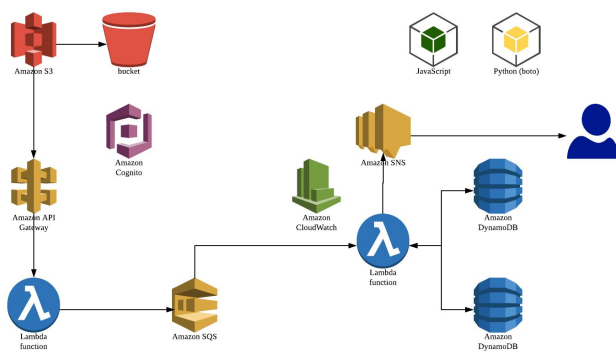 Amazon S3
bucket
JavaScript
Python (boto)
Amazon
Cognito
Amazon SNS
Amazon API
Gateway
Amazon
CloudWatch
Amazon
DynamoDB
Lambda
function
Lambda
function
Amazon SQS
Amazon
DynamoDB